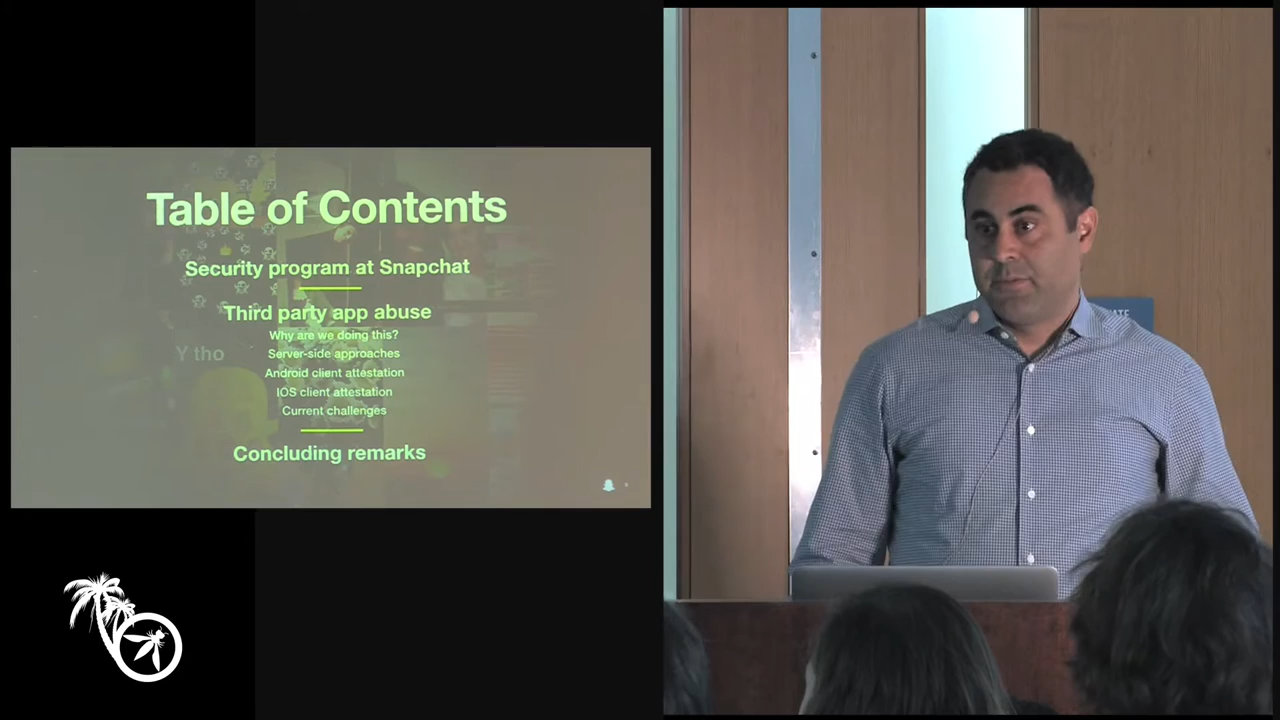 Table of Contents
Security program at Snapchat
Third party app abuse
Why are we doing this?
Server-side approaches
Y tho
Android client attestation
IOS client attestation
Current challenges
Concluding remarks